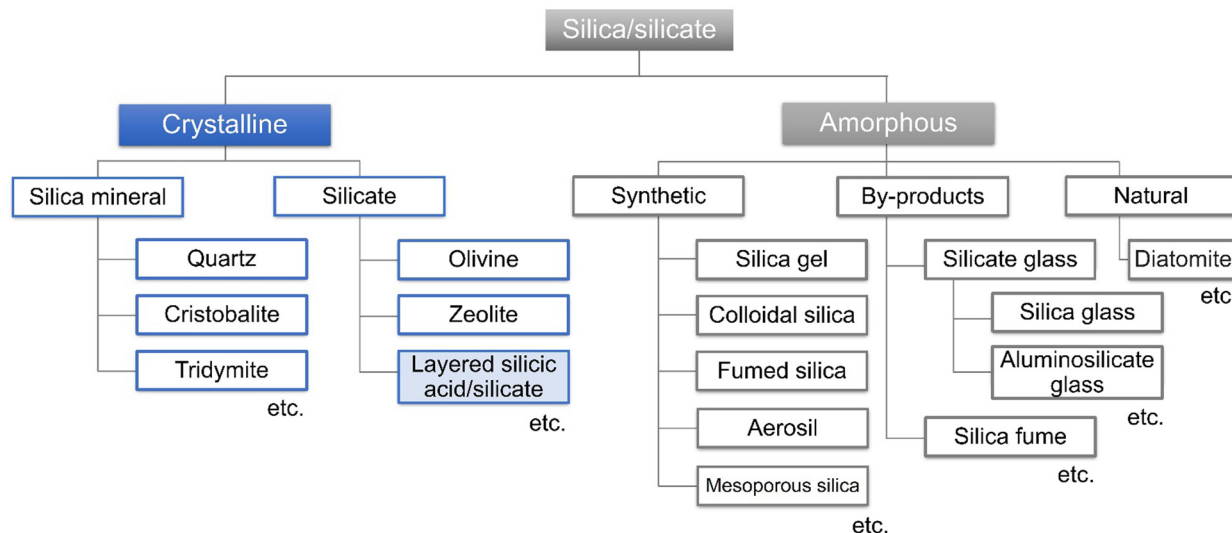 Silica/silicate
Crystalline
Amorphous
Silica mineral
Silicate
Synthetic
By-products
Natural
Quartz
Cristobalite
Tridymite
etc.
Olivine
Zeolite
Layered silicic
acid/silicate
etc.
Silica gel
Colloidal silica
Fumed silica
Aerosil
Mesoporous silica
etc.
Silicate glass
Silica glass
Aluminosilicate
glass
etc.
Silica fume
etc.
Diatomite
etc.